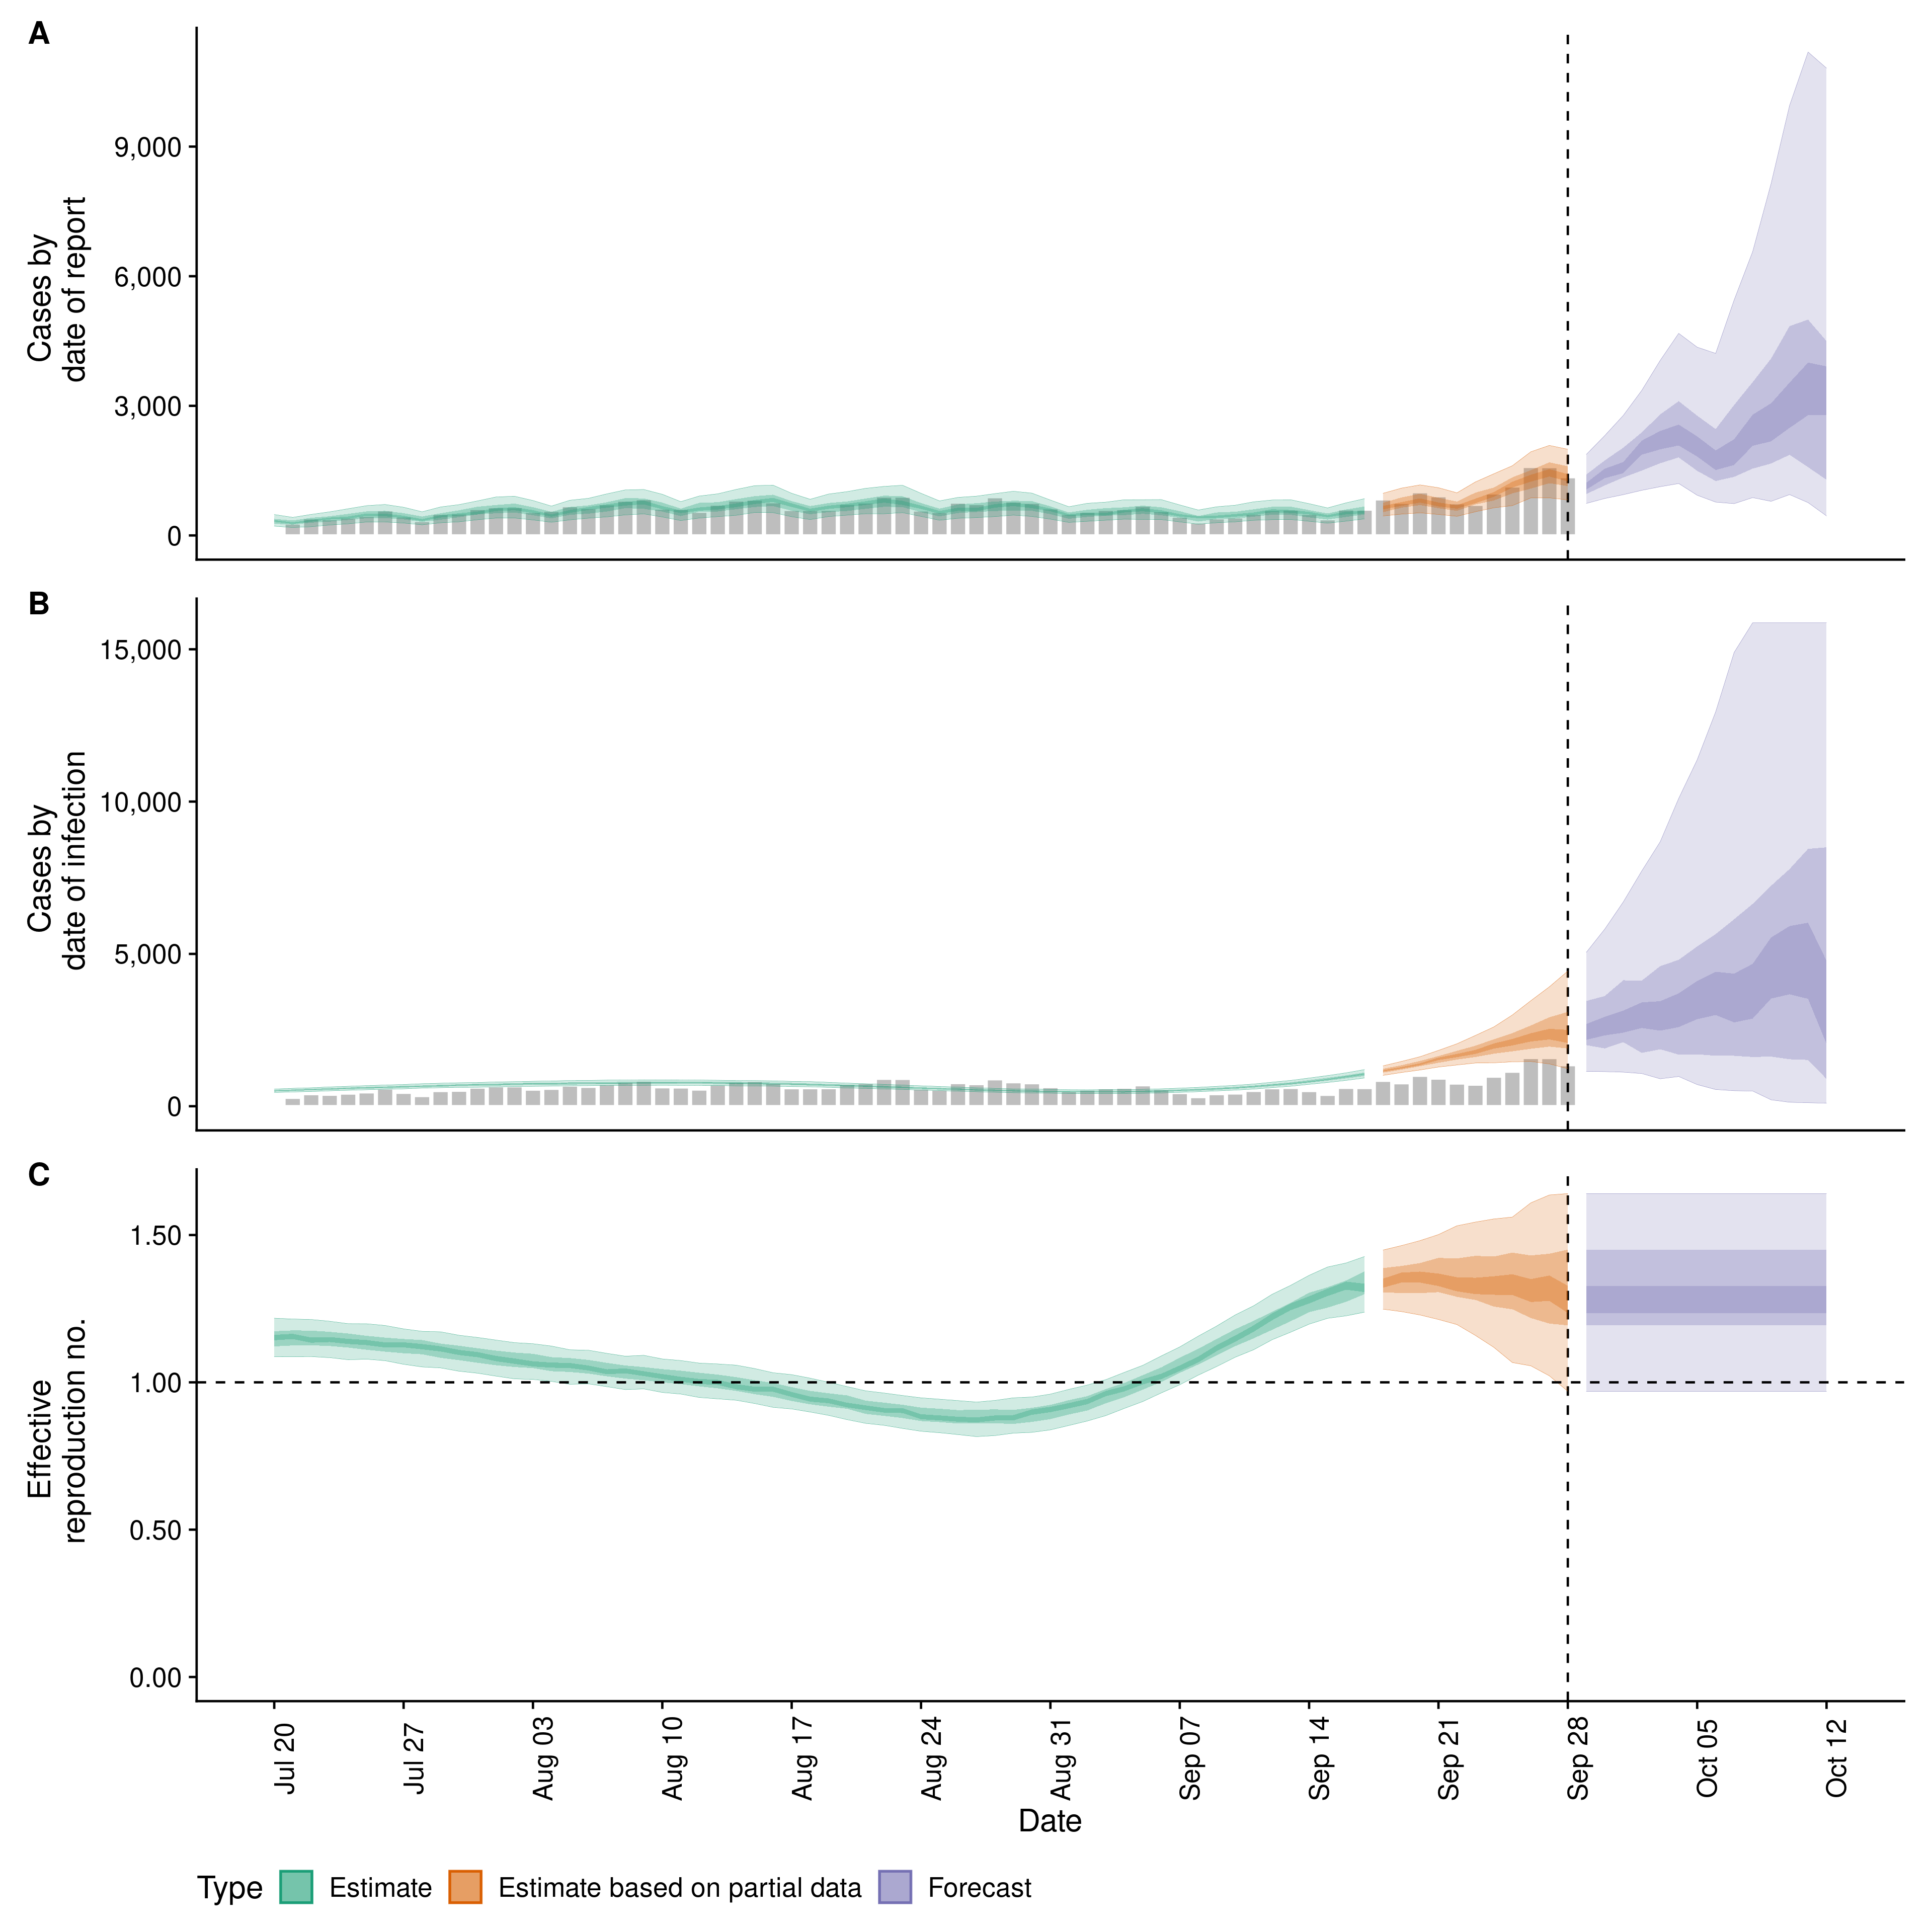 A
Cases by
date of report
9,000
6,000
3,000
0
B
Cases by
date of infection
15,000
10,000
5,000
0
C
Effective
reproduction no.
1.50
1.00
0.50
0.00
Jul 20
Jul 27
Aug 03
Aug 10
Aug 17
Aug 24
Aug 31
Sep 07
Sep 14
Sep 21
Sep 28
Oct 05
Oct 12
Date
Type Estimate Estimate based on partial data Forecast